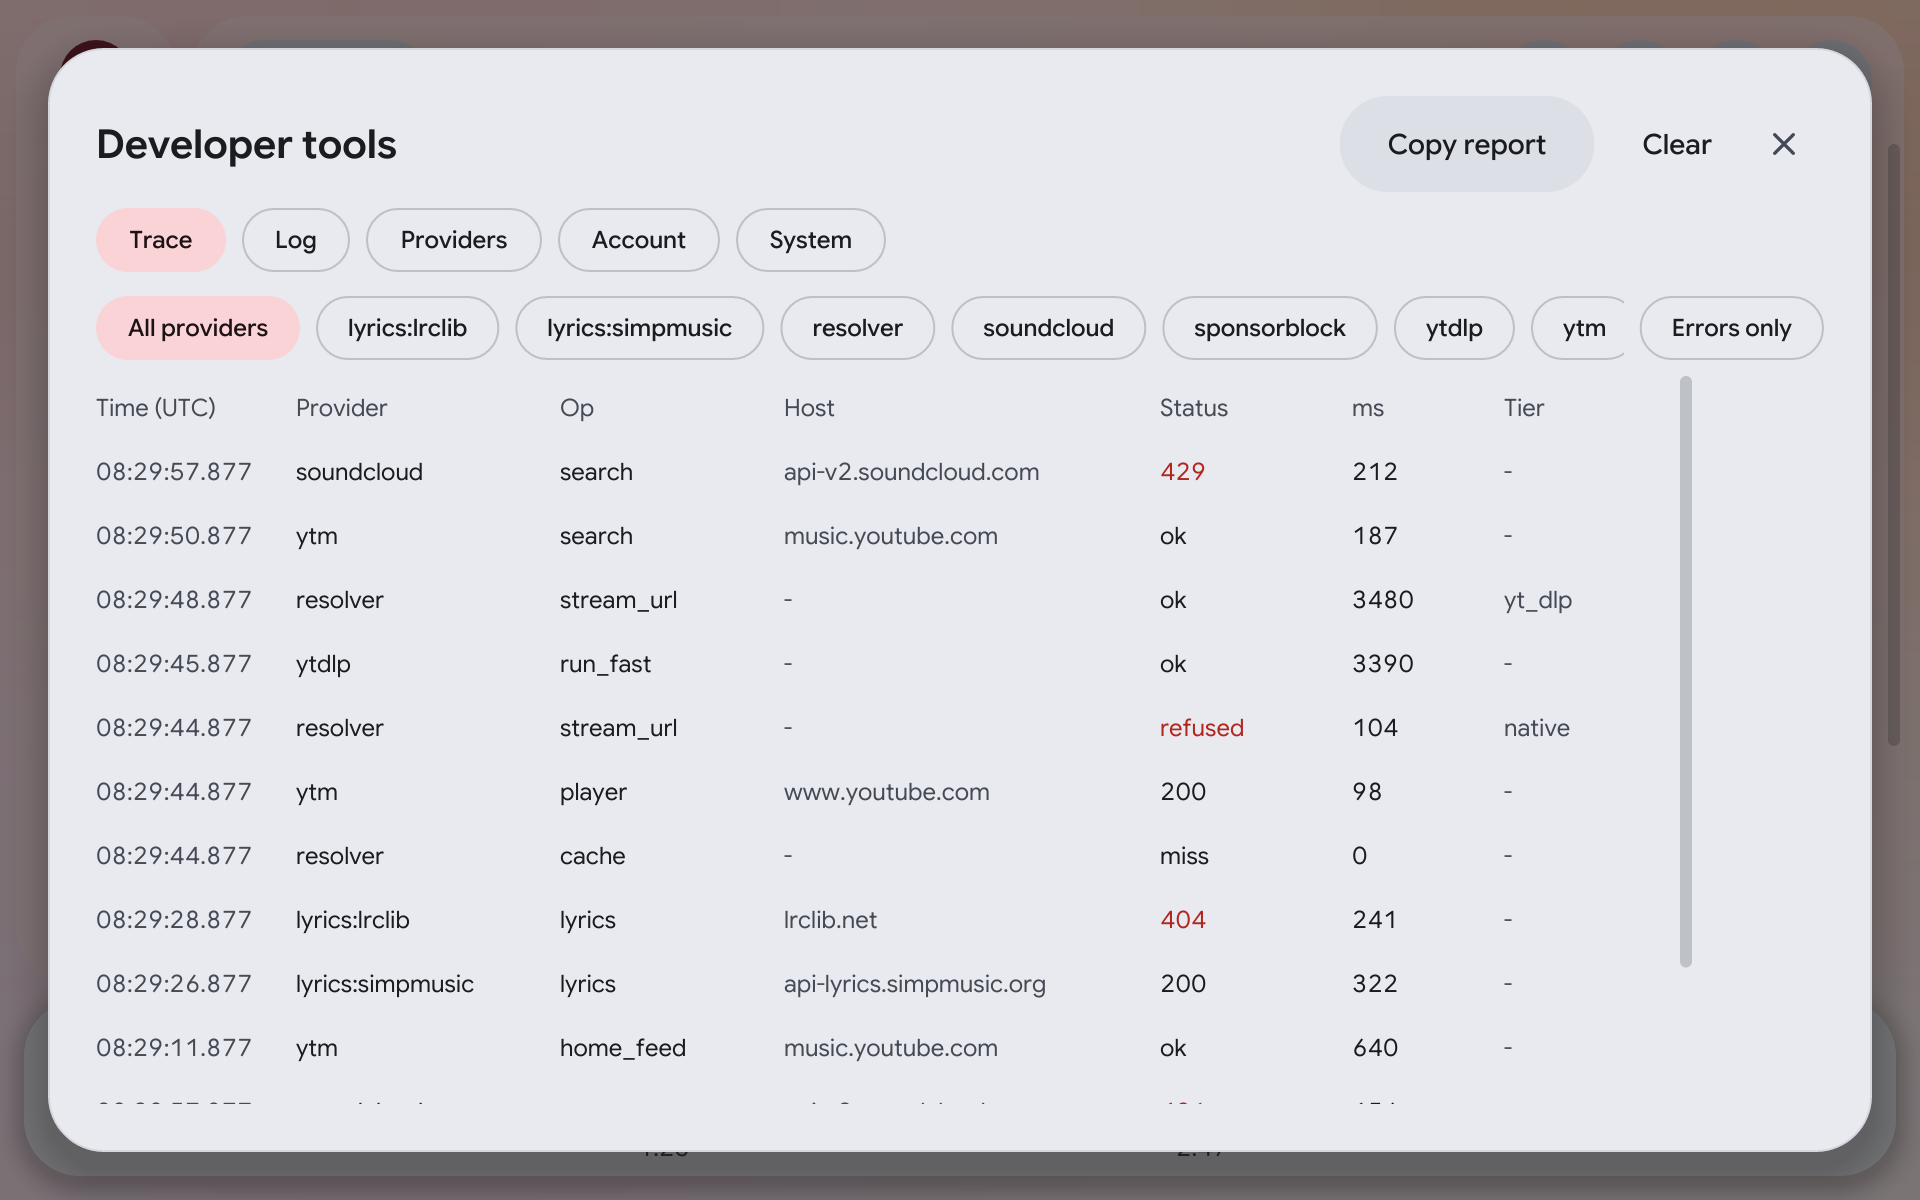 Developer tools Copy report Clear
Trace Log Providers Account System
All providers lyrics:lrclib lyrics:simpmusic resolver soundcloud sponsorblock ytdlp ytm Errors only
Time (UTC) Provider Op Host Status ms Tier
08:29:57.877 soundcloud search api-v2.soundcloud.com 429 212 -
08:29:50.877 ytm search music.youtube.com ok 187 -
08:29:48.877 resolver stream_url - ok 3480 yt_dlp
08:29:45.877 ytdlp run_fast - ok 3390 -
08:29:44.877 resolver stream_url - refused 104 native
08:29:44.877 ytm player www.youtube.com 200 98 -
08:29:44.877 resolver cache - miss 0 -
08:29:28.877 lyrics:lrclib lyrics lrclib.net 404 241 -
08:29:26.877 lyrics:simpmusic lyrics api-lyrics.simpmusic.org 200 322 -
08:29:11.877 ytm home_feed music.youtube.com ok 640 -